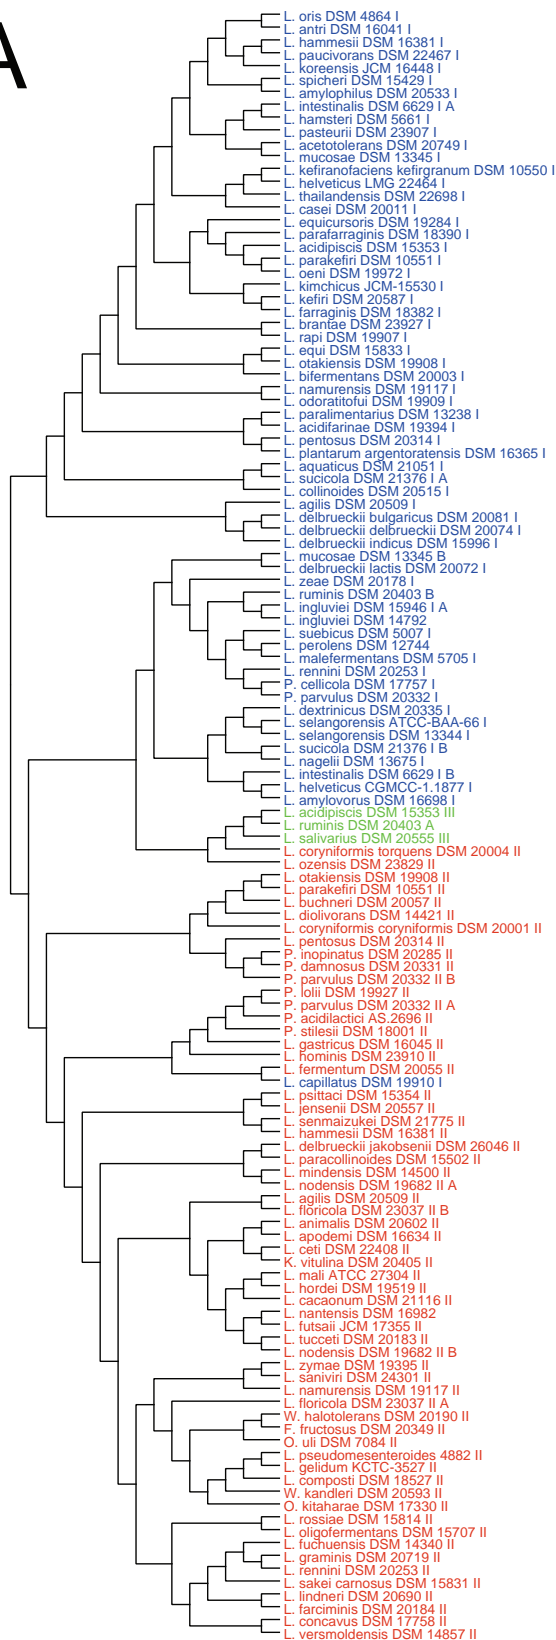 A
L. oris DSM 4864 I
L. antri DSM 16041 I
L. hammesii DSM 16381 I
L. paucivorans DSM 22467 I
L. koreensis JCM 16448 I
L. spicheri DSM 15429 I
L. amylophilus DSM 20533 I
L. intestinalis DSM 6629 I A
L. hamsteri DSM 5661 I
L. pasteurii DSM 23907 I
L. acetotolerans DSM 20749 I
L. mucosae DSM 13345 I
L. kefiranofaciens kefirgranum DSM 10550 I
L. helveticus LMG 22464 I
L. thailandensis DSM 22698 I
L. casei DSM 20011 I
L. equicursoris DSM 19284 I
L. parafarraginis DSM 18390 I
L. acidipiscis DSM 15353 I
L. parakefiri DSM 10551 I
L. oeni DSM 19972 I
L. kimchicus JCM-15530 I
L. kefiri DSM 20587 I
L. farraginis DSM 18382 I
L. brantae DSM 23927 I
L. rapi DSM 19907 I
L. equi DSM 15833 I
L. otakiensis DSM 19908 I
L. bifermentans DSM 20003 I
L. namurensis DSM 19117 I
L. odoratitofui DSM 19909 I
L. paralimentarius DSM 13238 I
L. acidifarinae DSM 19394 I
L. pentosus DSM 20314 I
L. plantarum argentoratensis DSM 16365 I
L. aquaticus DSM 21051 I
L. sucicola DSM 21376 I A
L. collinoides DSM 20515 I
L. agilis DSM 20509 I
L. delbrueckii bulgaricus DSM 20081 I
L. delbrueckii delbrueckii DSM 20074 I
L. delbrueckii indicus DSM 15996 I
L. mucosae DSM 13345 B
L. delbrueckii lactis DSM 20072 I
L. zeae DSM 20178 I
L. ruminis DSM 20403 B
L. ingluviei DSM 15946 I A
L. ingluviei DSM 14792
L. suebicus DSM 5007 I
L. perolens DSM 12744
L. malefermentans DSM 5705 I
L. rennini DSM 20253 I
P. cellicola DSM 17757 I
P. parvulus DSM 20332 I
L. dextrinicus DSM 20335 I
L. selangorensis ATCC-BAA-66 I
L. selangorensis DSM 13344 I
L. sucicola DSM 21376 I B
L. nagelii DSM 13675 I
L. intestinalis DSM 6629 I B
L. helveticus CGMCC-1.1877 I
L. amylovorus DSM 16698 I
L. acidipiscis DSM 15353 III
L. ruminis DSM 20403 A
L. salivarius DSM 20555 III
L. coryniformis torquens DSM 20004 II
L. ozensis DSM 23829 II
L. otakiensis DSM 19908 II
L. parakefiri DSM 10551 II
L. buchneri DSM 20057 II
L. diolivorans DSM 14421 II
L. coryniformis coryniformis DSM 20001 II
L. pentosus DSM 20314 II
P. inopinatus DSM 20285 II
P. damnosus DSM 20331 II
P. parvulus DSM 20332 II B
P. lolii DSM 19927 II
P. parvulus DSM 20332 II A
P. acidilactici AS.2696 II
P. stilesii DSM 18001 II
L. gastricus DSM 16045 II
L. hominis DSM 23910 II
L. fermentum DSM 20055 II
L. capillatus DSM 19910 I
L. psittaci DSM 15354 II
L. jensenii DSM 20557 II
L. senmaizukei DSM 21775 II
L. hammesii DSM 16381 II
L. delbrueckii jakobsenii DSM 26046 II
L. paracollinoides DSM 15502 II
L. mindensis DSM 14500 II
L. nodensis DSM 19682 II A
L. agilis DSM 20509 II
L. floricola DSM 23037 II B
L. animalis DSM 20602 II
L. apodemi DSM 16634 II
L. ceti DSM 22408 II
K. vitulina DSM 20405 II
L. mali ATCC 27304 II
L. hordei DSM 19519 II
L. cacaonum DSM 21116 II
L. nantensis DSM 16982
L. futsaii JCM 17355 II
L. tucceti DSM 20183 II
L. nodensis DSM 19682 II B
L. zymae DSM 19395 II
L. saniviri DSM 24301 II
L. namurensis DSM 19117 II
L. floricola DSM 23037 II A
W. halotolerans DSM 20190 II
F. fructosus DSM 20349 II
O. uli DSM 7084 II
L. pseudomesenteroides 4882 II
L. gelidum KCTC-3527 II
L. composti DSM 18527 II
W. kandleri DSM 20593 II
O. kitaharae DSM 17330 II
L. rossiae DSM 15814 II
L. oligofermentans DSM 15707 II
L. fuchuensis DSM 14340 II
L. graminis DSM 20719 II
L. rennini DSM 20253 II
L. sakei carnosus DSM 15831 II
L. lindneri DSM 20690 II
L. farciminis DSM 20184 II
L. concavus DSM 17758 II
L. versmoldensis DSM 14857 II